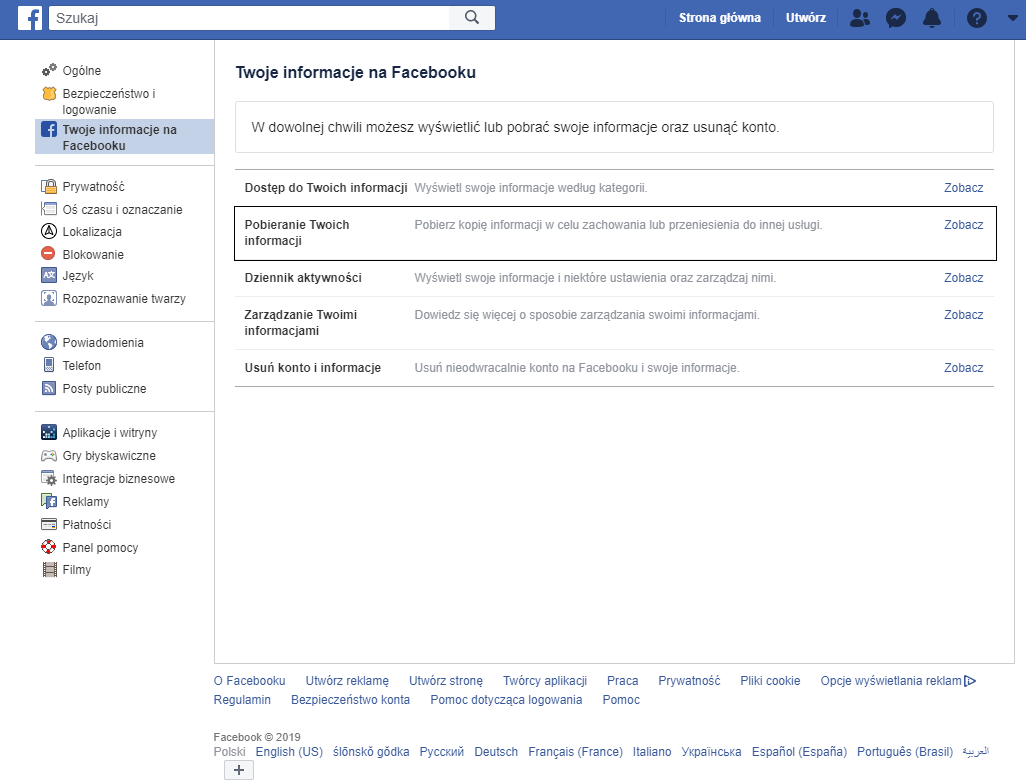 Szukaj
Strona główna
Utwórz
Ogólne
Bezpieczeństwo i
logowanie
Twoje informacje na
Facebooku
Prywatność
Oś czasu i oznaczanie
Lokalizacja
Blokowanie
Język
Rozpoznawanie twarzy
Powiadomienia
Telefon
Posty publiczne
Aplikacje i witryny
Gry błyskawiczne
Integracje biznesowe
Reklamy
Płatności
Panel pomocy
Filmy
Twoje informacje na Facebooku
W dowolnej chwili możesz wyświetlić lub pobrać swoje informacje oraz usunąć konto.
Dostęp do Twoich informacji Wyświetl swoje informacje według kategorii. Zobacz
Pobieranie Twoich
informacji
Pobierz kopię informacji w celu zachowania lub przeniesienia do innej usługi. Zobacz
Dziennik aktywności Wyświetl swoje informacje i niektóre ustawienia oraz zarządzaj nimi. Zobacz
Zarządzanie Twoimi
informacjami
Dowiedz się więcej o sposobie zarządzania swoimi informacjami. Zobacz
Usuń konto i informacje Usuń nieodwracalnie konto na Facebooku i swoje informacje. Zobacz
O Facebooku Utwórz reklamę Utwórz stronę Twórcy aplikacji Praca Prywatność Pliki cookie Opcje wyświetlania reklam
Regulamin Bezpieczeństwo konta Pomoc dotycząca logowania Pomoc
Facebook © 2019
Polski English (US) ślōnskŏ gŏdka Русский Deutsch Français (France) Italiano Українська Español (España) Português (Brasil) العربية